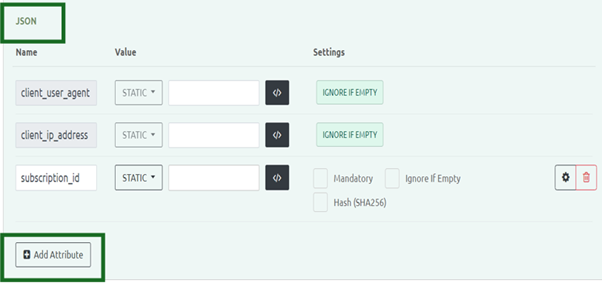 JSON
Name Value Settings
client_user_agent STATIC </> IGNORE IF EMPTY
client_ip_address STATIC </> IGNORE IF EMPTY
subscription_id STATIC </> Mandatory Ignore If Empty
Hash (SHA256)
Add Attribute